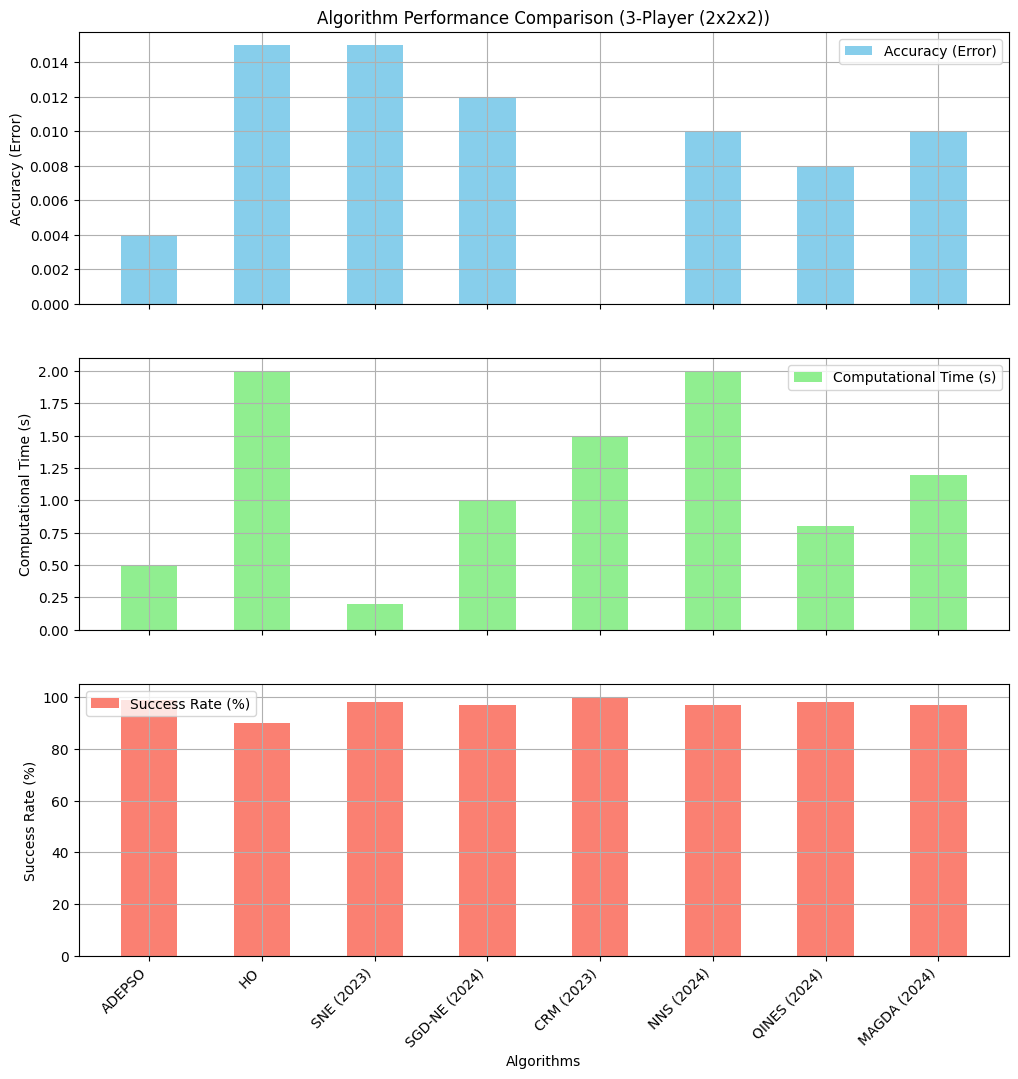 Algorithm Performance Comparison (3-Player (2x2x2))
Accuracy (Error)
Accuracy (Error)
0.014
0.012
0.010
0.008
0.006
0.004
0.002
0.000
Computational Time (s)
Computational Time (s)
2.00
1.75
1.50
1.25
1.00
0.75
0.50
0.25
0.00
Success Rate (%)
Success Rate (%)
100
80
60
40
20
0
ADEPSO
HO
SNE (2023)
SGD-NE (2024)
CRM (2023)
NNS (2024)
QINES (2024)
MAGDA (2024)
Algorithms